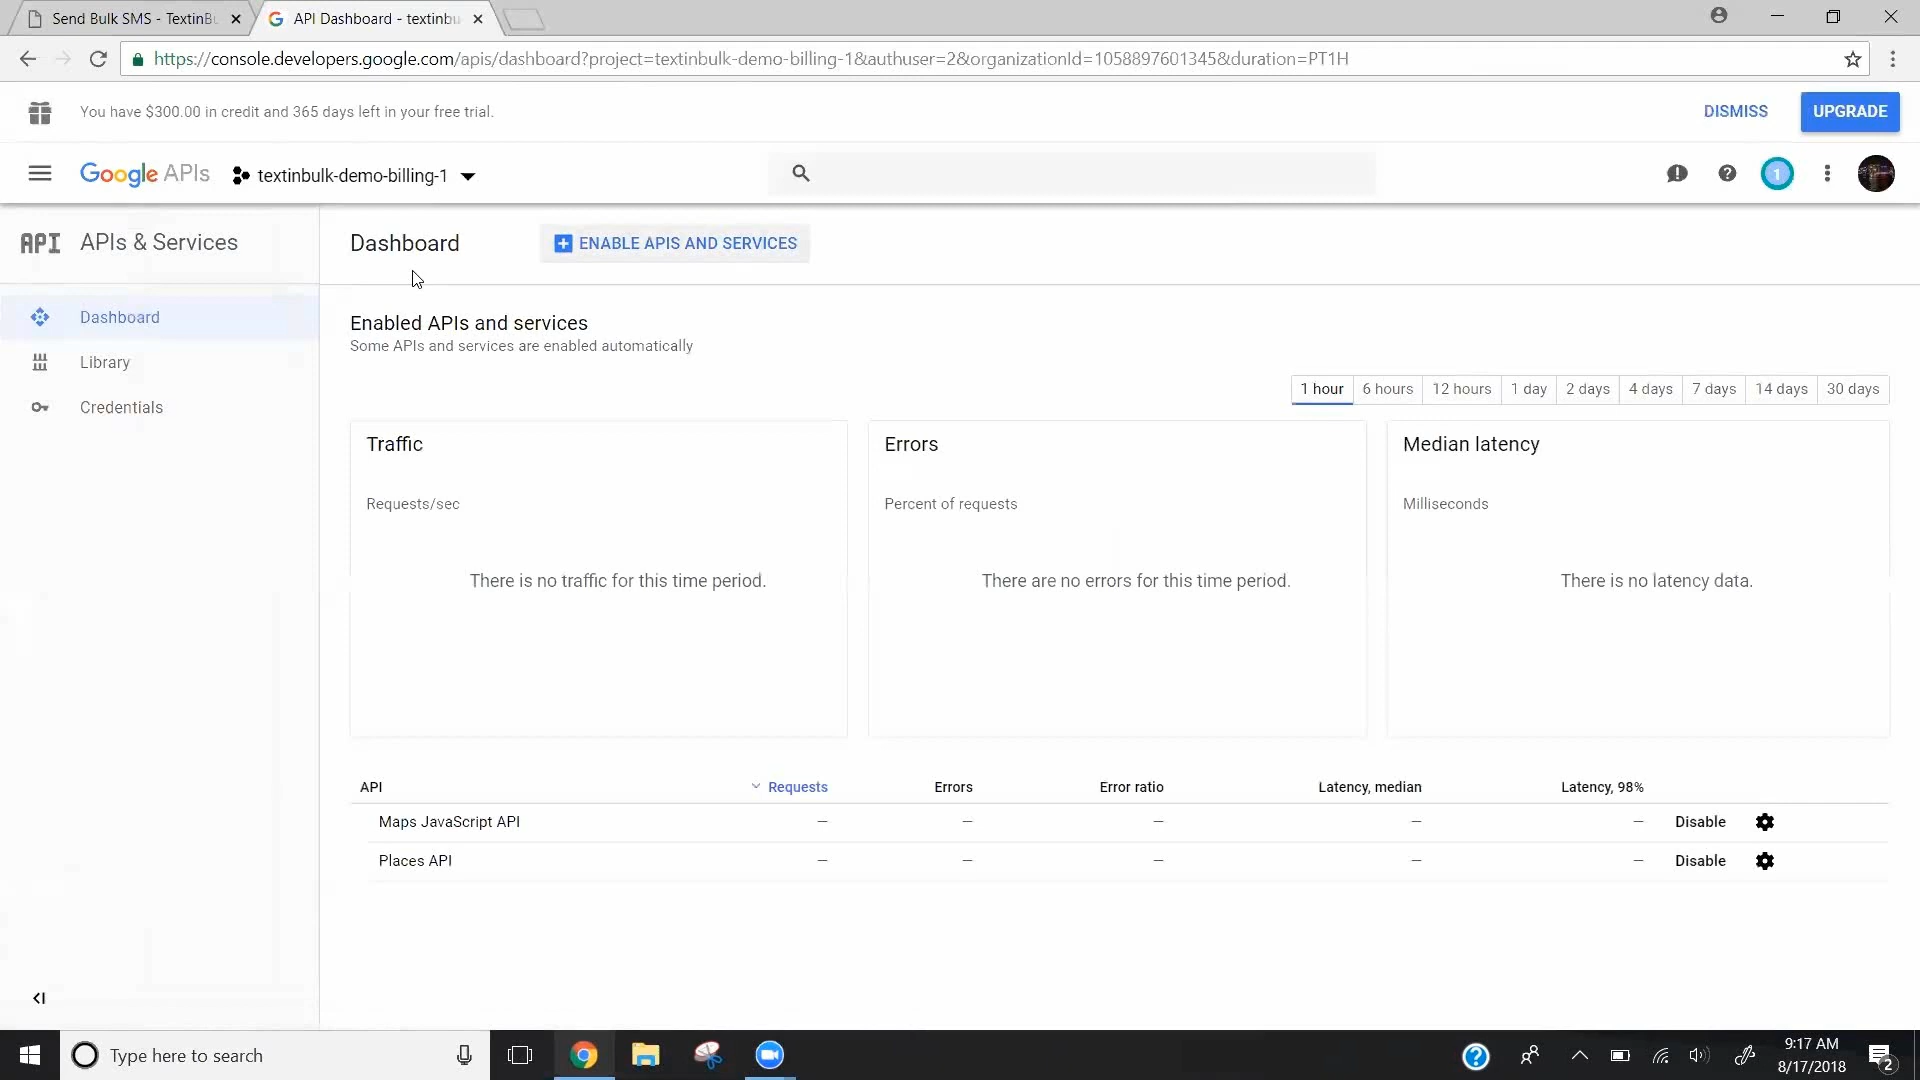 Send Bulk SMS - TextinBu
API Dashboard - textinbu
https://console.developers.google.com/apis/dashboard?project=textinbulk-demo-billing-1&authuser=2&organizationId=1058897601345&duration=PT1H
You have $300.00 in credit and 365 days left in your free trial.
DISMISS
UPGRADE
Google APIs
textinbulk-demo-billing-1
1
API APIs & Services
Dashboard
ENABLE APIS AND SERVICES
Dashboard
Library
Credentials
Enabled APIs and services
Some APIs and services are enabled automatically
1 hour 6 hours 12 hours 1 day 2 days 4 days 7 days 14 days 30 days
Traffic
Requests/sec
There is no traffic for this time period.
Errors
Percent of requests
There are no errors for this time period.
Median latency
Milliseconds
There is no latency data.
API Requests Errors Error ratio Latency, median Latency, 98%
Maps JavaScript API — — — — — Disable
Places API — — — — — Disable
Type here to search
9:17 AM
8/17/2018
2